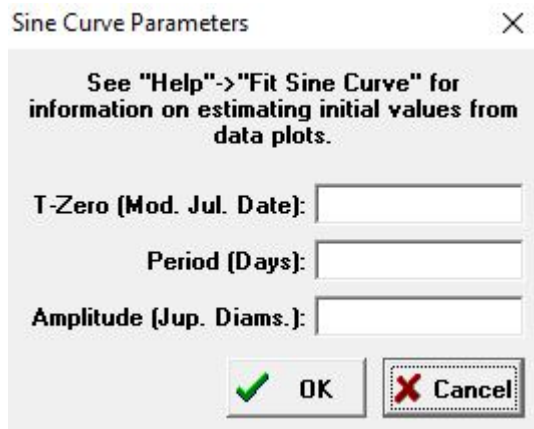 Sine Curve Parameters
See "Help"->"Fit Sine Curve" for
information on estimating initial values from
data plots.
T-Zero (Mod. Jul. Date):
Period (Days):
Amplitude (Jup. Diams.):
OK
Cancel